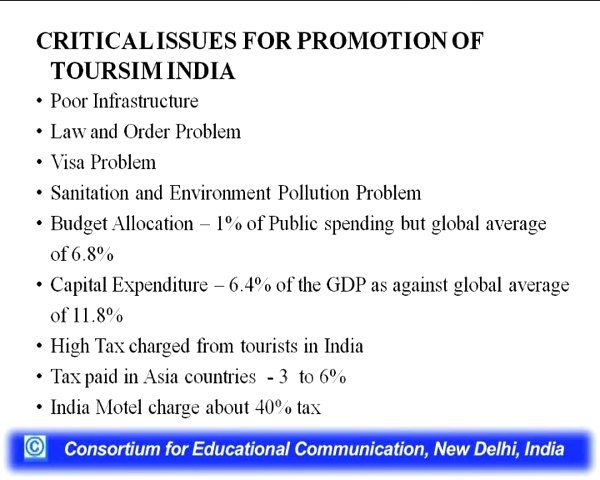 CRITICAL ISSUES FOR PROMOTION OF
TOURSIM INDIA
• Poor Infrastructure
• Law and Order Problem
• Visa Problem
• Sanitation and Environment Pollution Problem
• Budget Allocation – 1% of Public spending but global average
of 6.8%
• Capital Expenditure – 6.4% of the GDP as against global average
of 11.8%
• High Tax charged from tourists in India
• Tax paid in Asia countries - 3 to 6%
• India Motel charge about 40% tax
© Consortium for Educational Communication, New Delhi, India